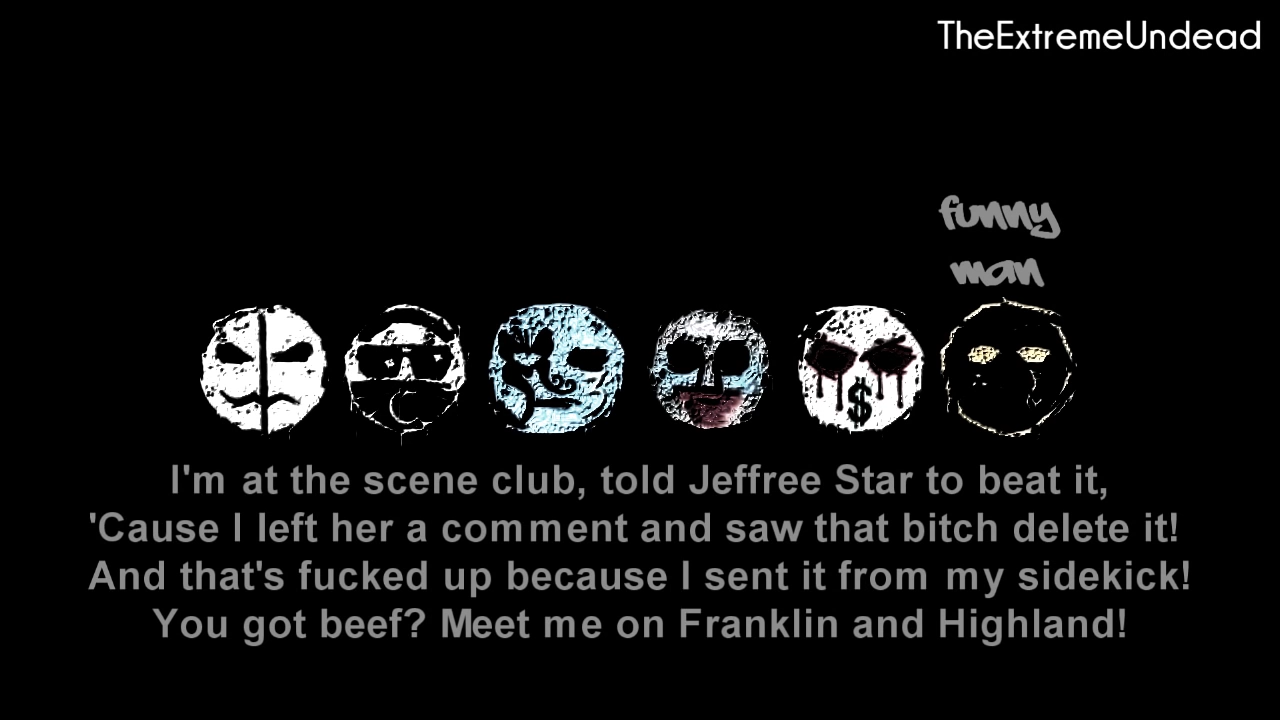 TheExtremeUndead
funny
man
$
I'm at the scene club, told Jeffree Star to beat it,
'Cause I left her a comment and saw that bitch delete it!
And that's fucked up because I sent it from my sidekick!
You got beef? Meet me on Franklin and Highland!